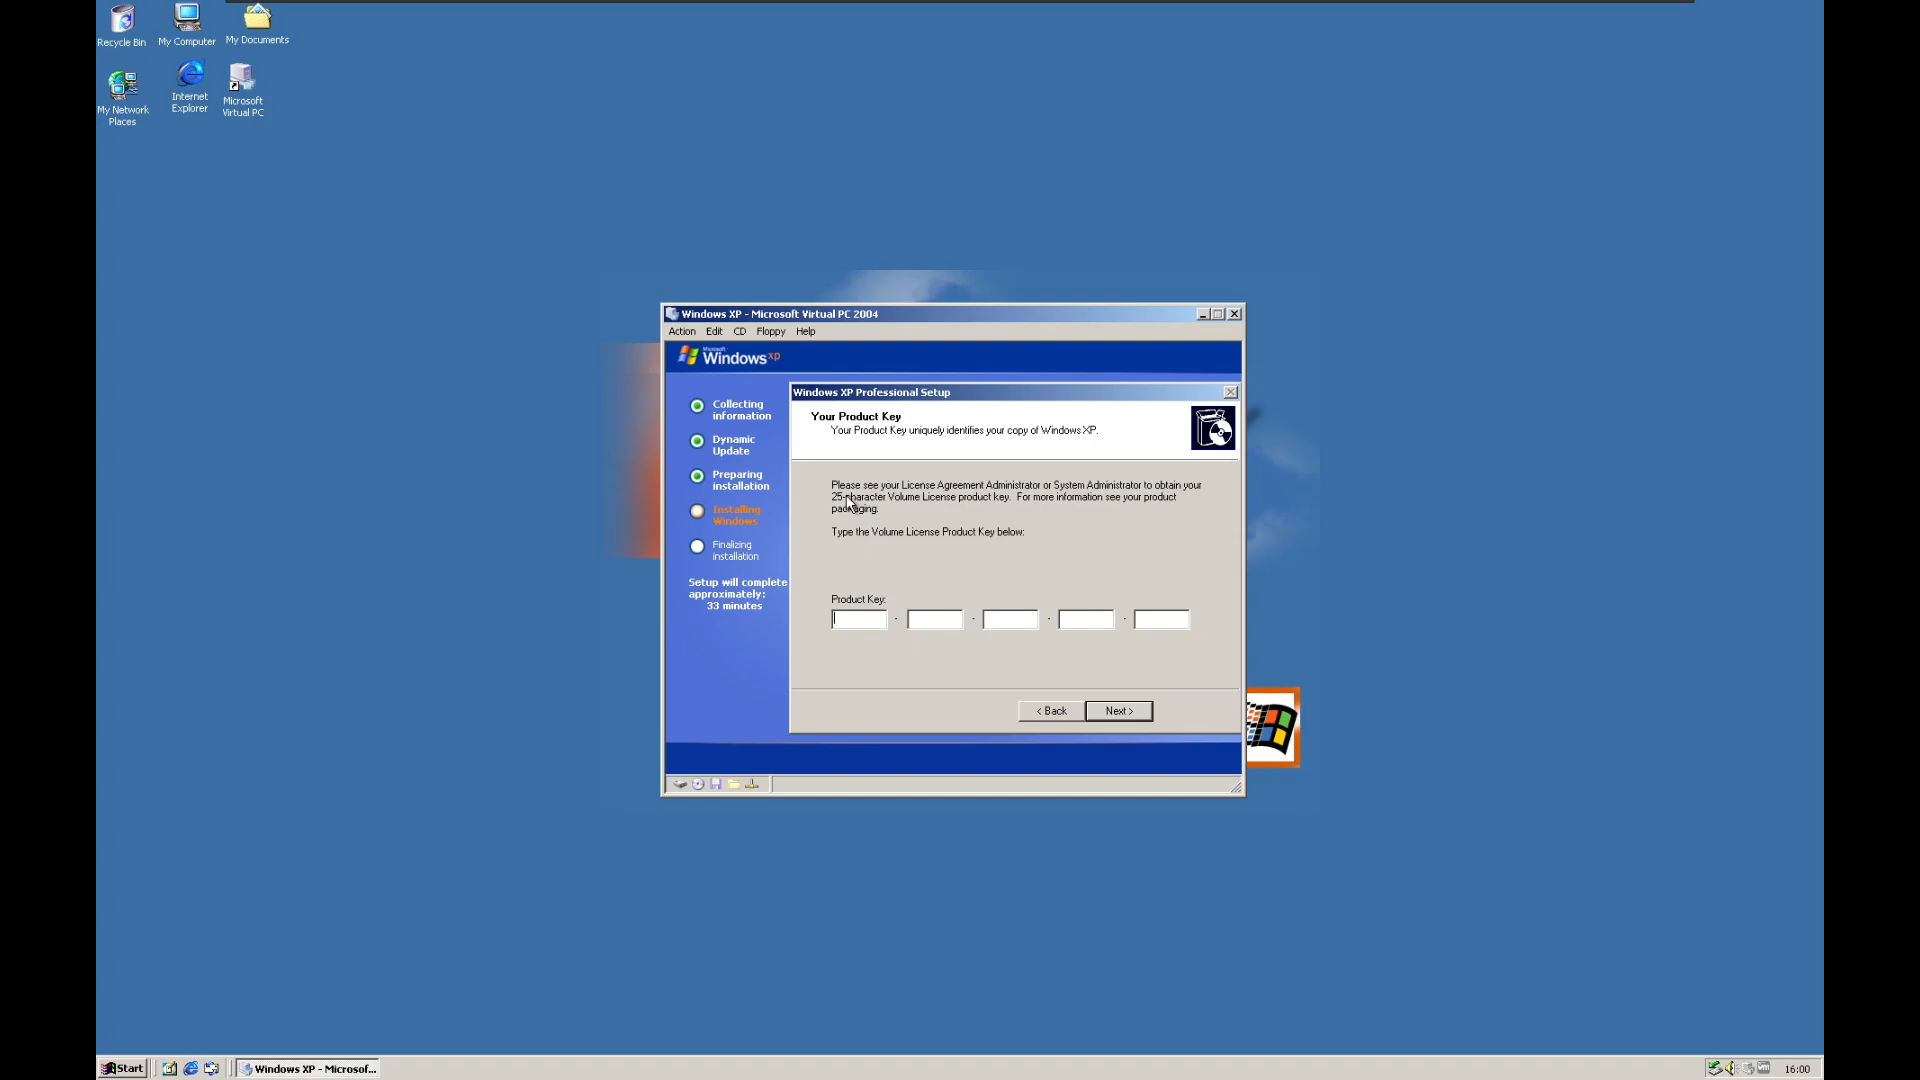 Recycle Bin
My Computer
My Documents
My Network
Places
Internet
Explorer
Microsoft
Virtual PC
Windows XP - Microsoft Virtual PC 2004
Action Edit CD Floppy Help
Microsoft
Windows xp
Collecting
information
Dynamic
Update
Preparing
installation
Installing
Windows
Finalizing
installation
Setup will complete
approximately:
33 minutes
Windows XP Professional Setup
Your Product Key
Your Product Key uniquely identifies your copy of Windows XP.
Please see your License Agreement Administrator or System Administrator to obtain your
25-character Volume License product key. For more information see your product
packaging.
Type the Volume License Product Key below:
Product Key:
- - - -
< Back
Next >
Start
Windows XP - Microsof...
vm
16:00